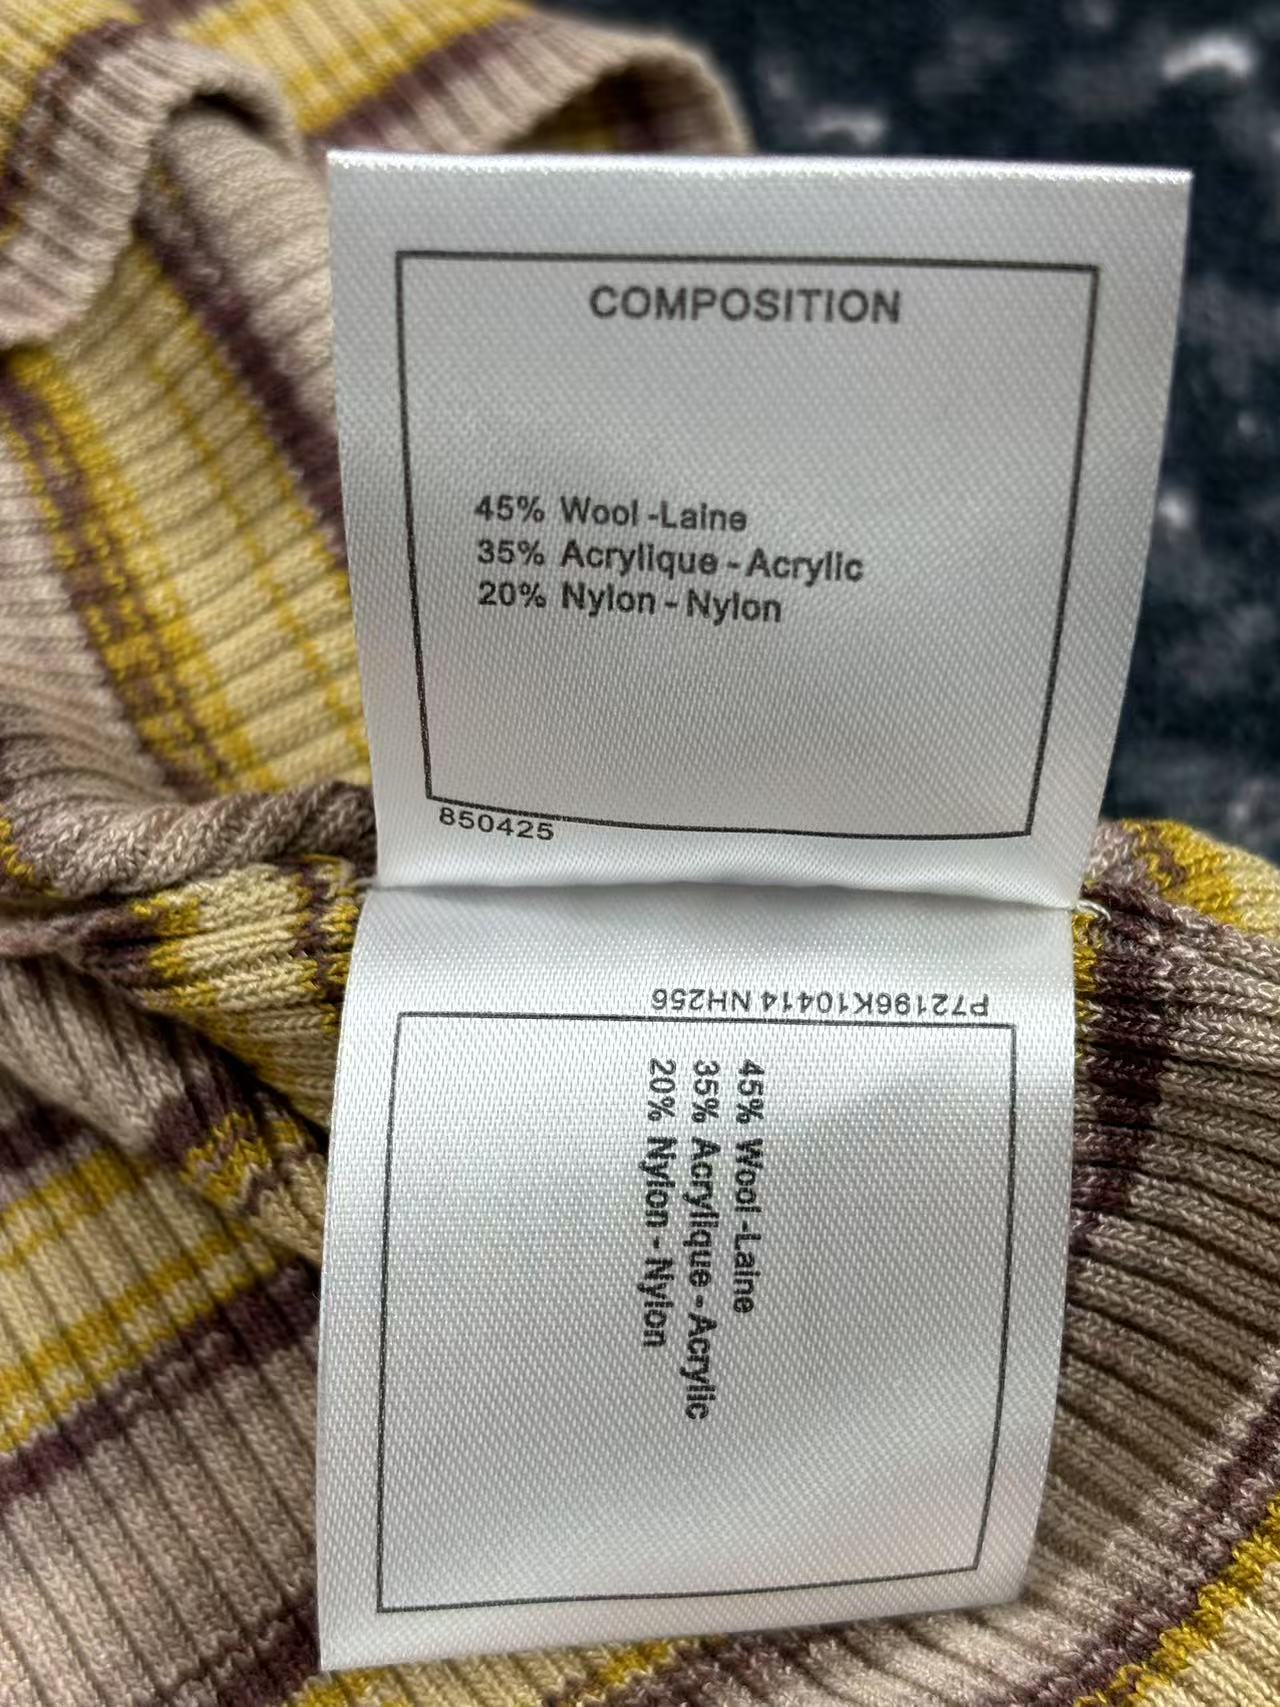 COMPOSITION
45% Wool -Laine
35% Acrylique - Acrylic
20% Nylon - Nylon
850425
P72196K10414 NH256
45% Wool -Laine
35% Acrylique - Acrylic
20% Nylon - Nylon